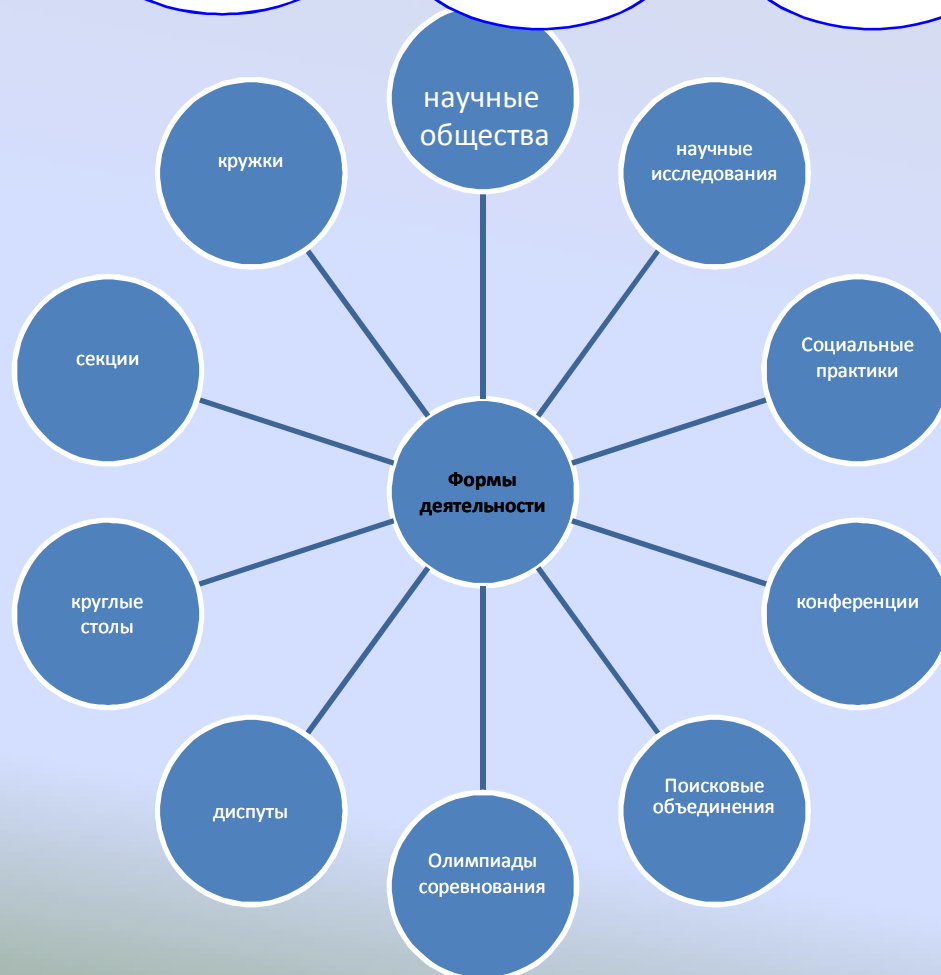 научные
общества
кружки
научные
исследования
секции
Социальные
практики
Формы
деятельности
круглые
столы
конференции
диспуты
Поисковые
объединения
Олимпиады
соревнования